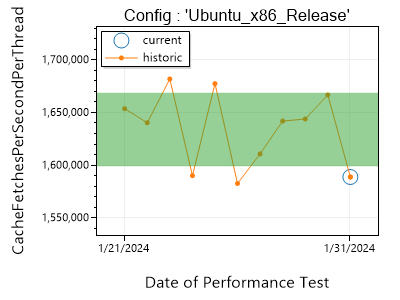 Config : 'Ubuntu_x86_Release'
current
historic
CacheFetchesPerSecondPerThread
1,700,000
1,650,000
1,600,000
1,550,000
1/21/2024
1/31/2024
Date of Performance Test